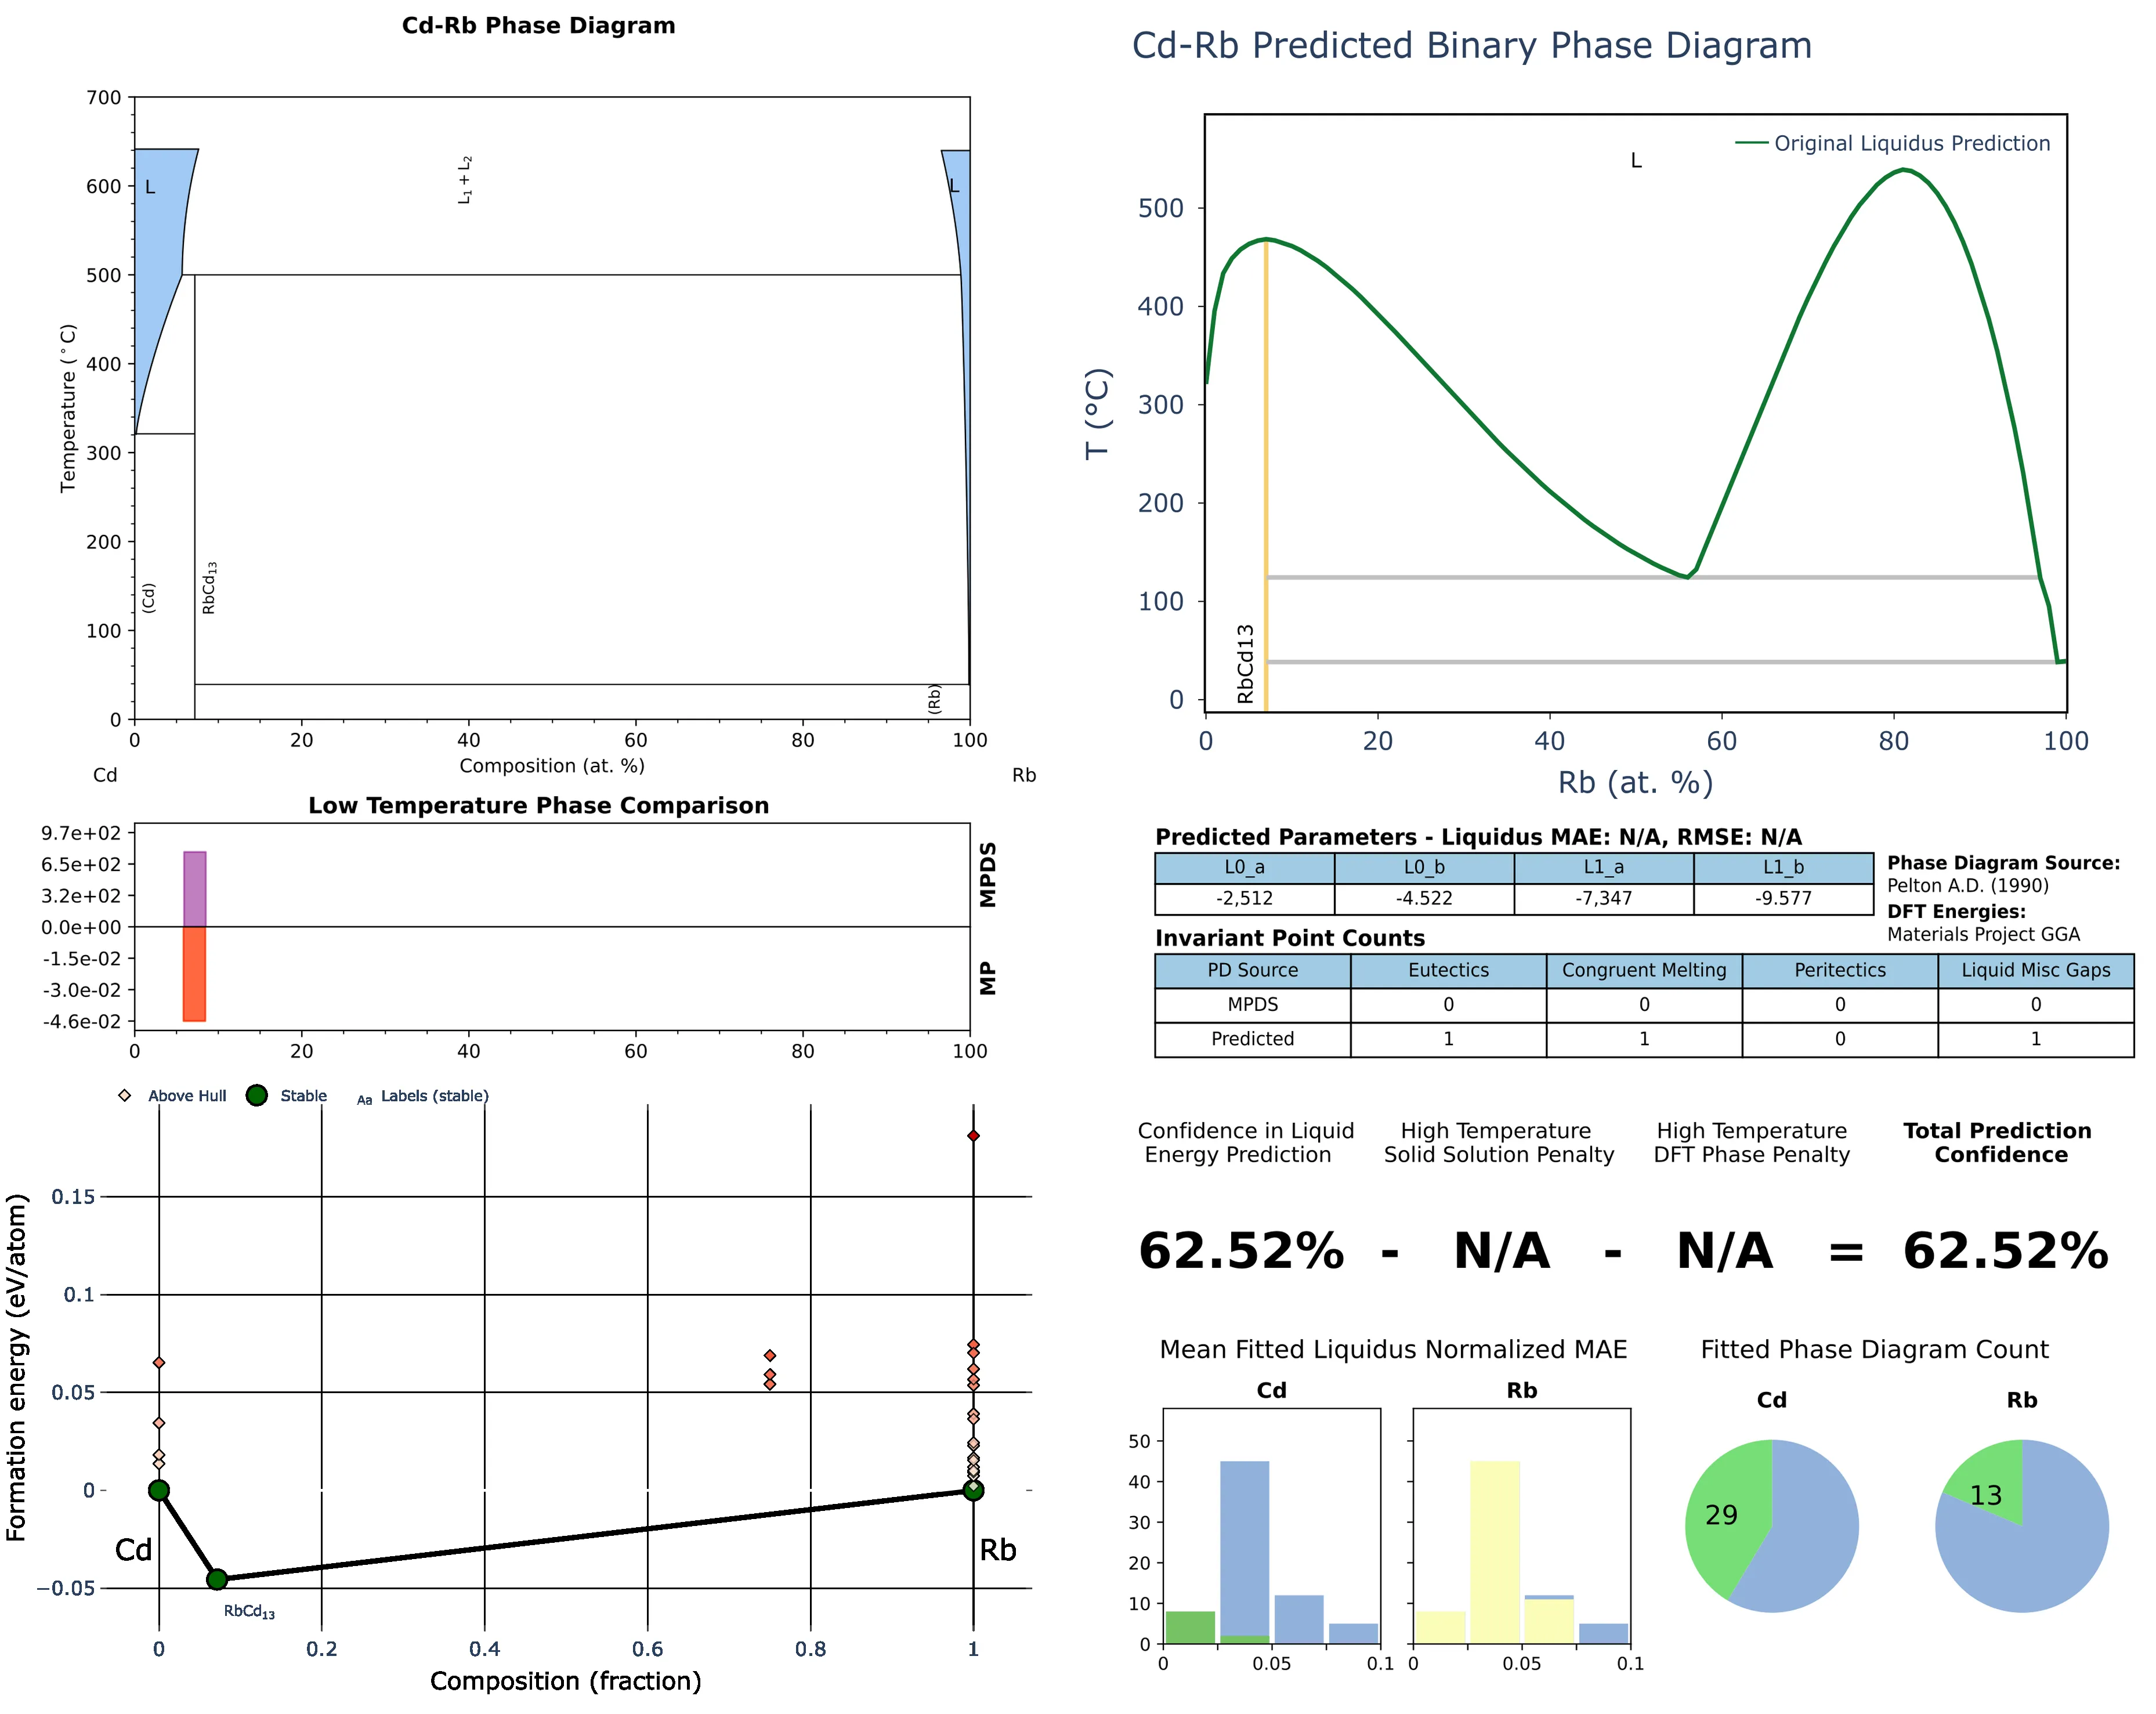 Cd-Rb Phase Diagram
700
600
500
400
300
200
100
0
Temperature (°C)
L
L1 + L2
L
(Cd)
RbCd13
(Rb)
0 20 40 60 80 100
Composition (at. %)
Cd Rb
Low Temperature Phase Comparison
9.7e+02
6.5e+02
3.2e+02
0.0e+00
-1.5e-02
-3.0e-02
-4.6e-02
MPDS
MP
0 20 40 60 80 100
Above Hull Stable Aa Labels (stable)
0.15
0.1
0.05
0
−0.05
Formation energy (eV/atom)
Cd
Rb
RbCd13
0 0.2 0.4 0.6 0.8 1
Composition (fraction)
Cd-Rb Predicted Binary Phase Diagram
Original Liquidus Prediction
L
500
400
300
200
100
0
T (°C)
RbCd13
0 20 40 60 80 100
Rb (at. %)
Predicted Parameters - Liquidus MAE: N/A, RMSE: N/A
L0_a L0_b L1_a L1_b
-2,512 -4.522 -7,347 -9.577
Phase Diagram Source:
Pelton A.D. (1990)
DFT Energies:
Materials Project GGA
Invariant Point Counts
PD Source Eutectics Congruent Melting Peritectics Liquid Misc Gaps
MPDS 0 0 0 0
Predicted 1 1 0 1
Confidence in Liquid
Energy Prediction
High Temperature
Solid Solution Penalty
High Temperature
DFT Phase Penalty
Total Prediction
Confidence
62.52% - N/A - N/A = 62.52%
Mean Fitted Liquidus Normalized MAE
Cd Rb
50
40
30
20
10
0
0 0.05 0.1 0 0.05 0.1
Fitted Phase Diagram Count
Cd Rb
29 13